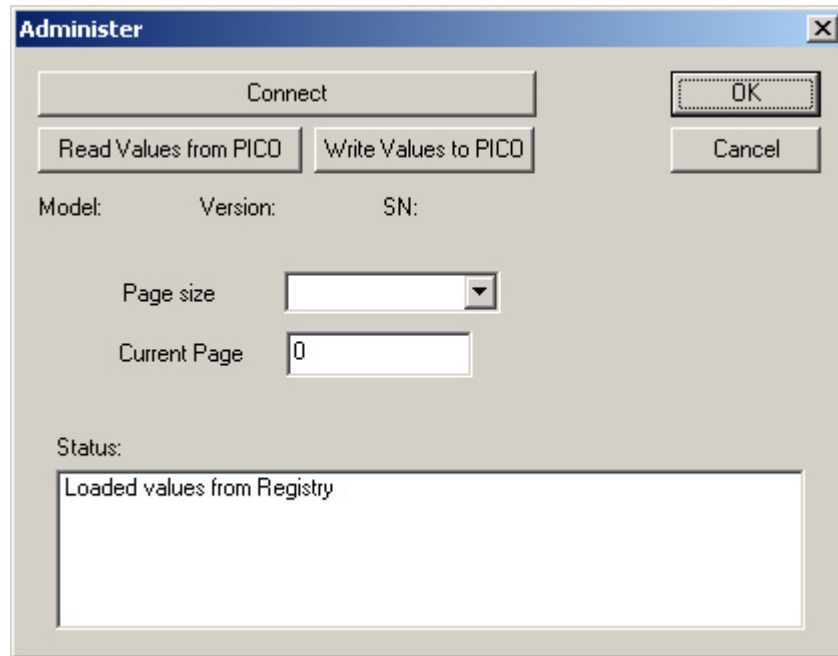 Administer
Connect
OK
Read Values from PICO
Write Values to PICO
Cancel
Model:
Version:
SN:
Page size
Current Page
0
Status:
Loaded values from Registry